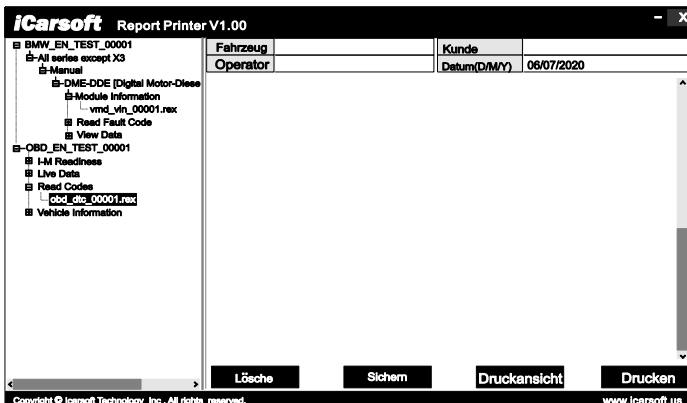 iCarsoft Report Printer V1.00
– X
BMW_EN_TEST_00001
All series except X3
Manual
DME-DDE [Digital Motor-Diese
Module Information
vmd_vin_00001.rex
Read Fault Code
View Data
OBD_EN_TEST_00001
I-M Readiness
Live Data
Read Codes
obd_dtc_00001.rex
Vehicle Information
Fahrzeug
Kunde
Operator
Datum(D/M/Y) 06/07/2020
Lösche
Sichern
Druckansicht
Drucken
Copyright © Icarsoft Technology Inc . All rights reserved.
www.icarsoft.us